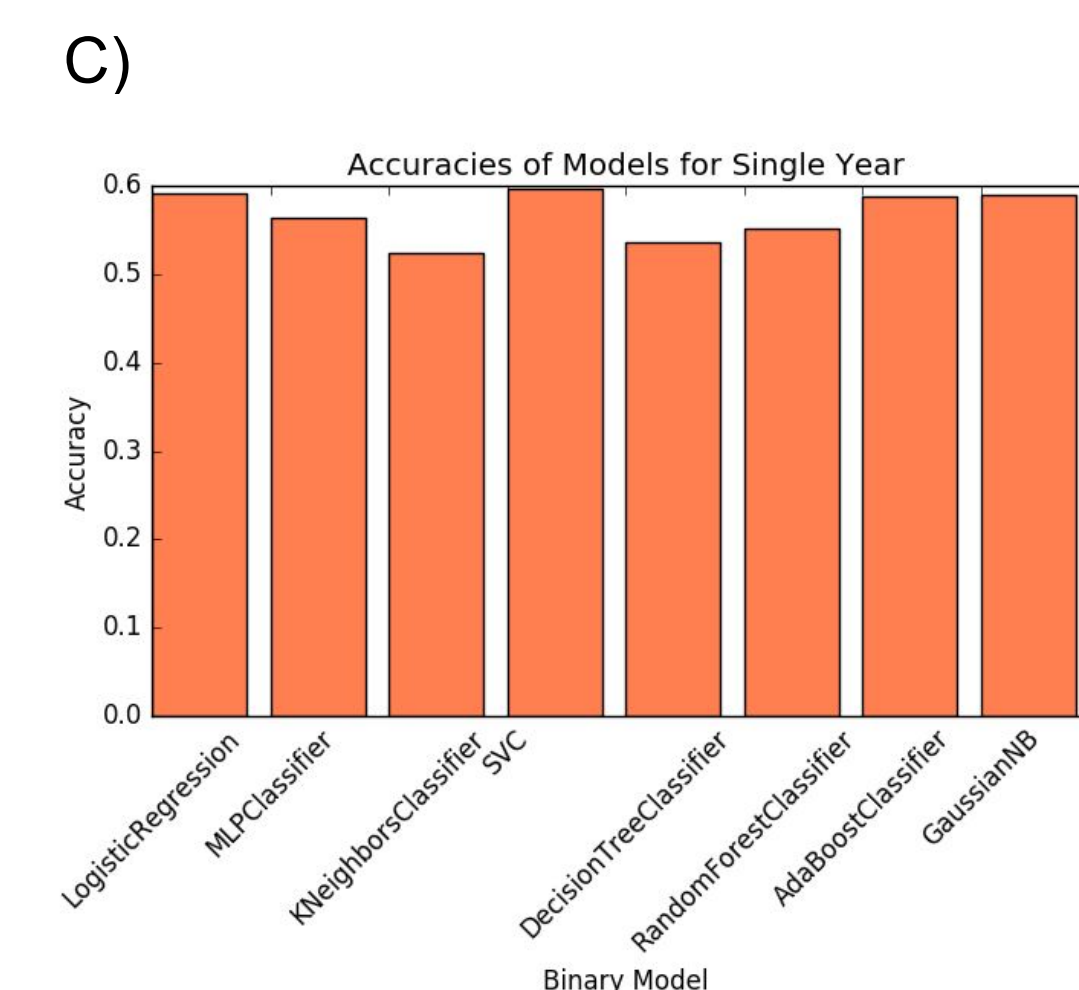 C)
Accuracies of Models for Single Year
0.6
0.5
0.4
0.3
0.2
0.1
0.0
Accuracy
LogisticRegression
MLPClassifier
KNeighborsClassifier
SVC
DecisionTreeClassifier
RandomForestClassifier
AdaBoostClassifier
GaussianNB
Binary Model